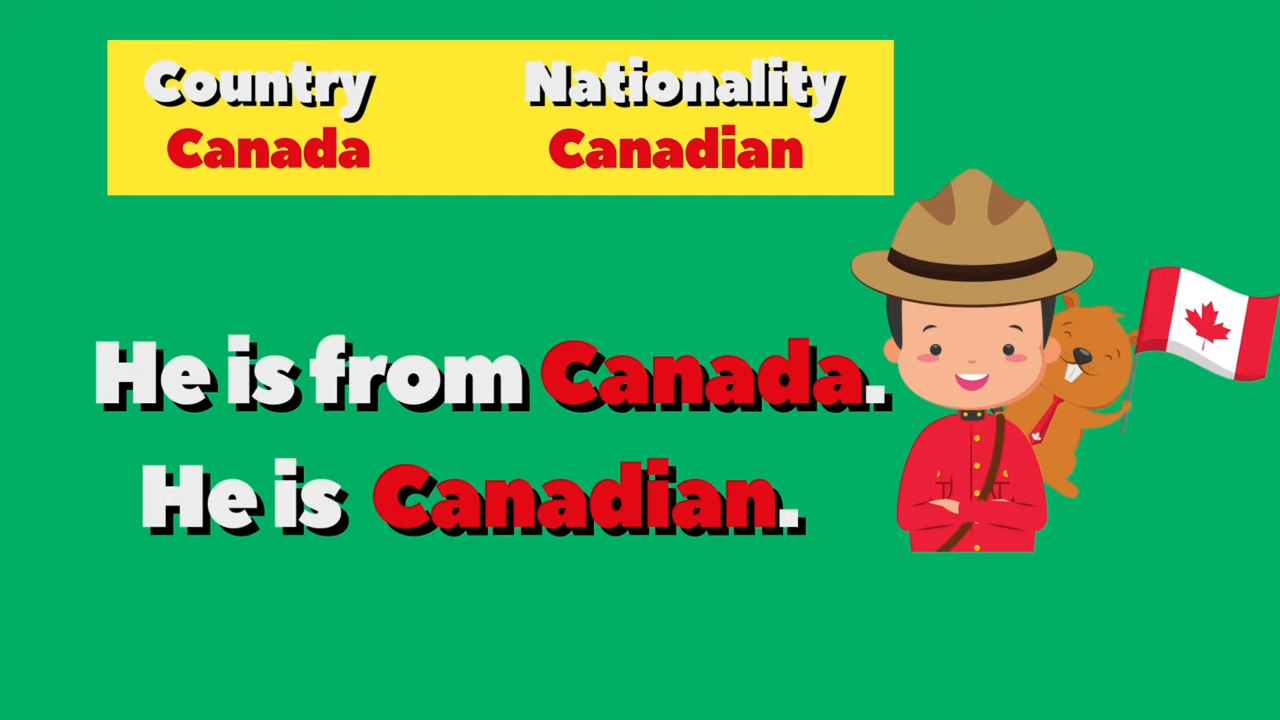 Country Nationality
Canada Canadian
He is from Canada.
He is Canadian.